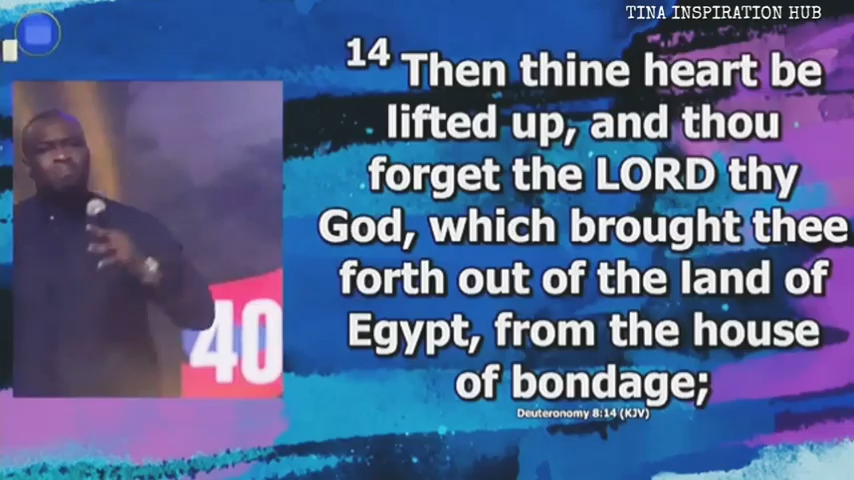 TINA INSPIRATION HUB
14 Then thine heart be
lifted up, and thou
forget the LORD thy
God, which brought thee
forth out of the land of
Egypt, from the house
of bondage;
Deuteronomy 8:14 (KJV)
40